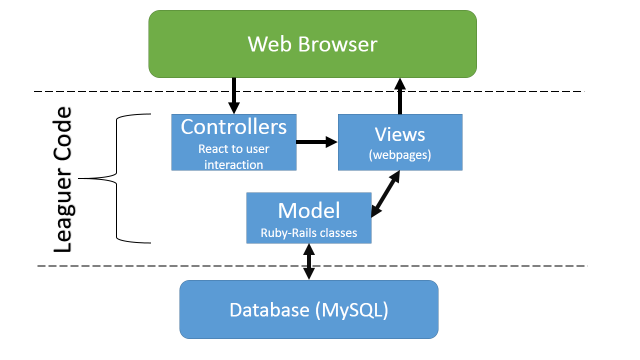 Web Browser
Leaguer Code
Controllers
React to user
interaction
Views
(webpages)
Model
Ruby-Rails classes
Database (MySQL)